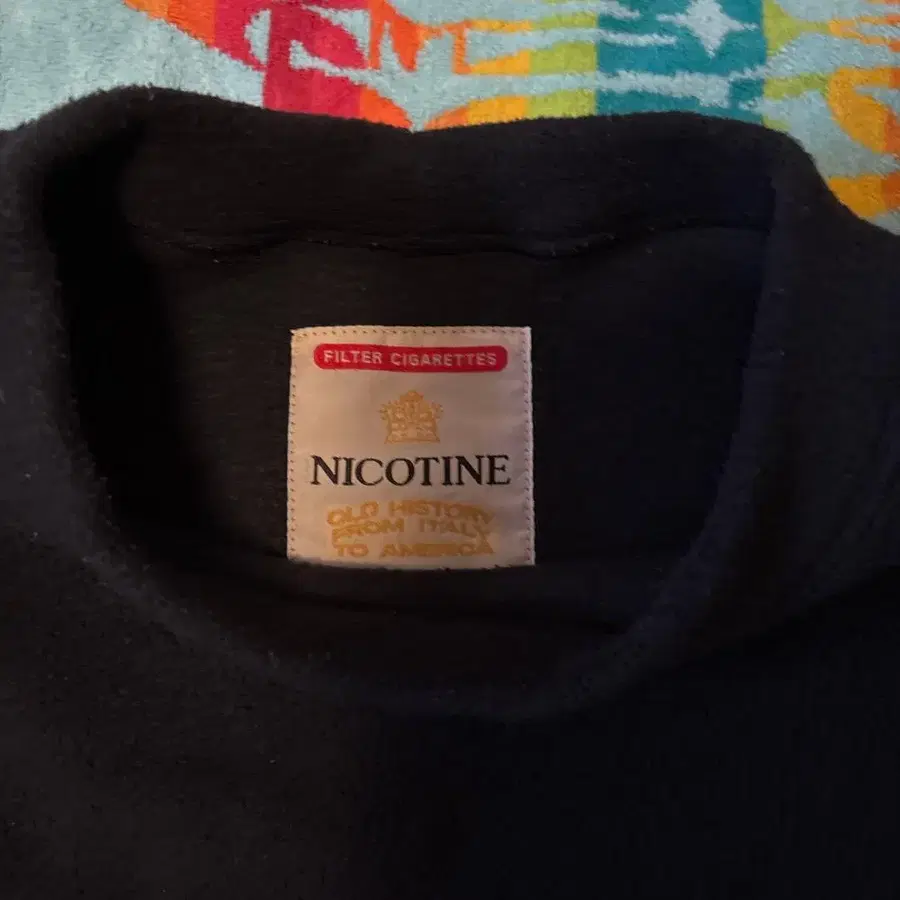 FILTER CIGARETTES
NICOTINE
OLD HISTORY
FROM ITALY
TO AMERICA